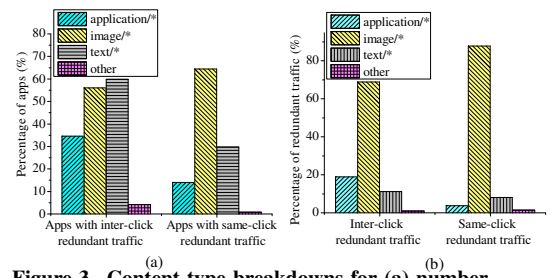 application/*
image/*
text/*
other
Percentage of apps (%)
80
70
60
50
40
30
20
10
0
Apps with inter-click
redundant traffic
Apps with same-click
redundant traffic
(a)
application/*
image/*
text/*
other
Percentage of redundant traffic (%)
80
60
40
20
0
Inter-click
redundant traffic
Same-click
redundant traffic
(b)
Figure 3. Content type breakdowns for (a) number